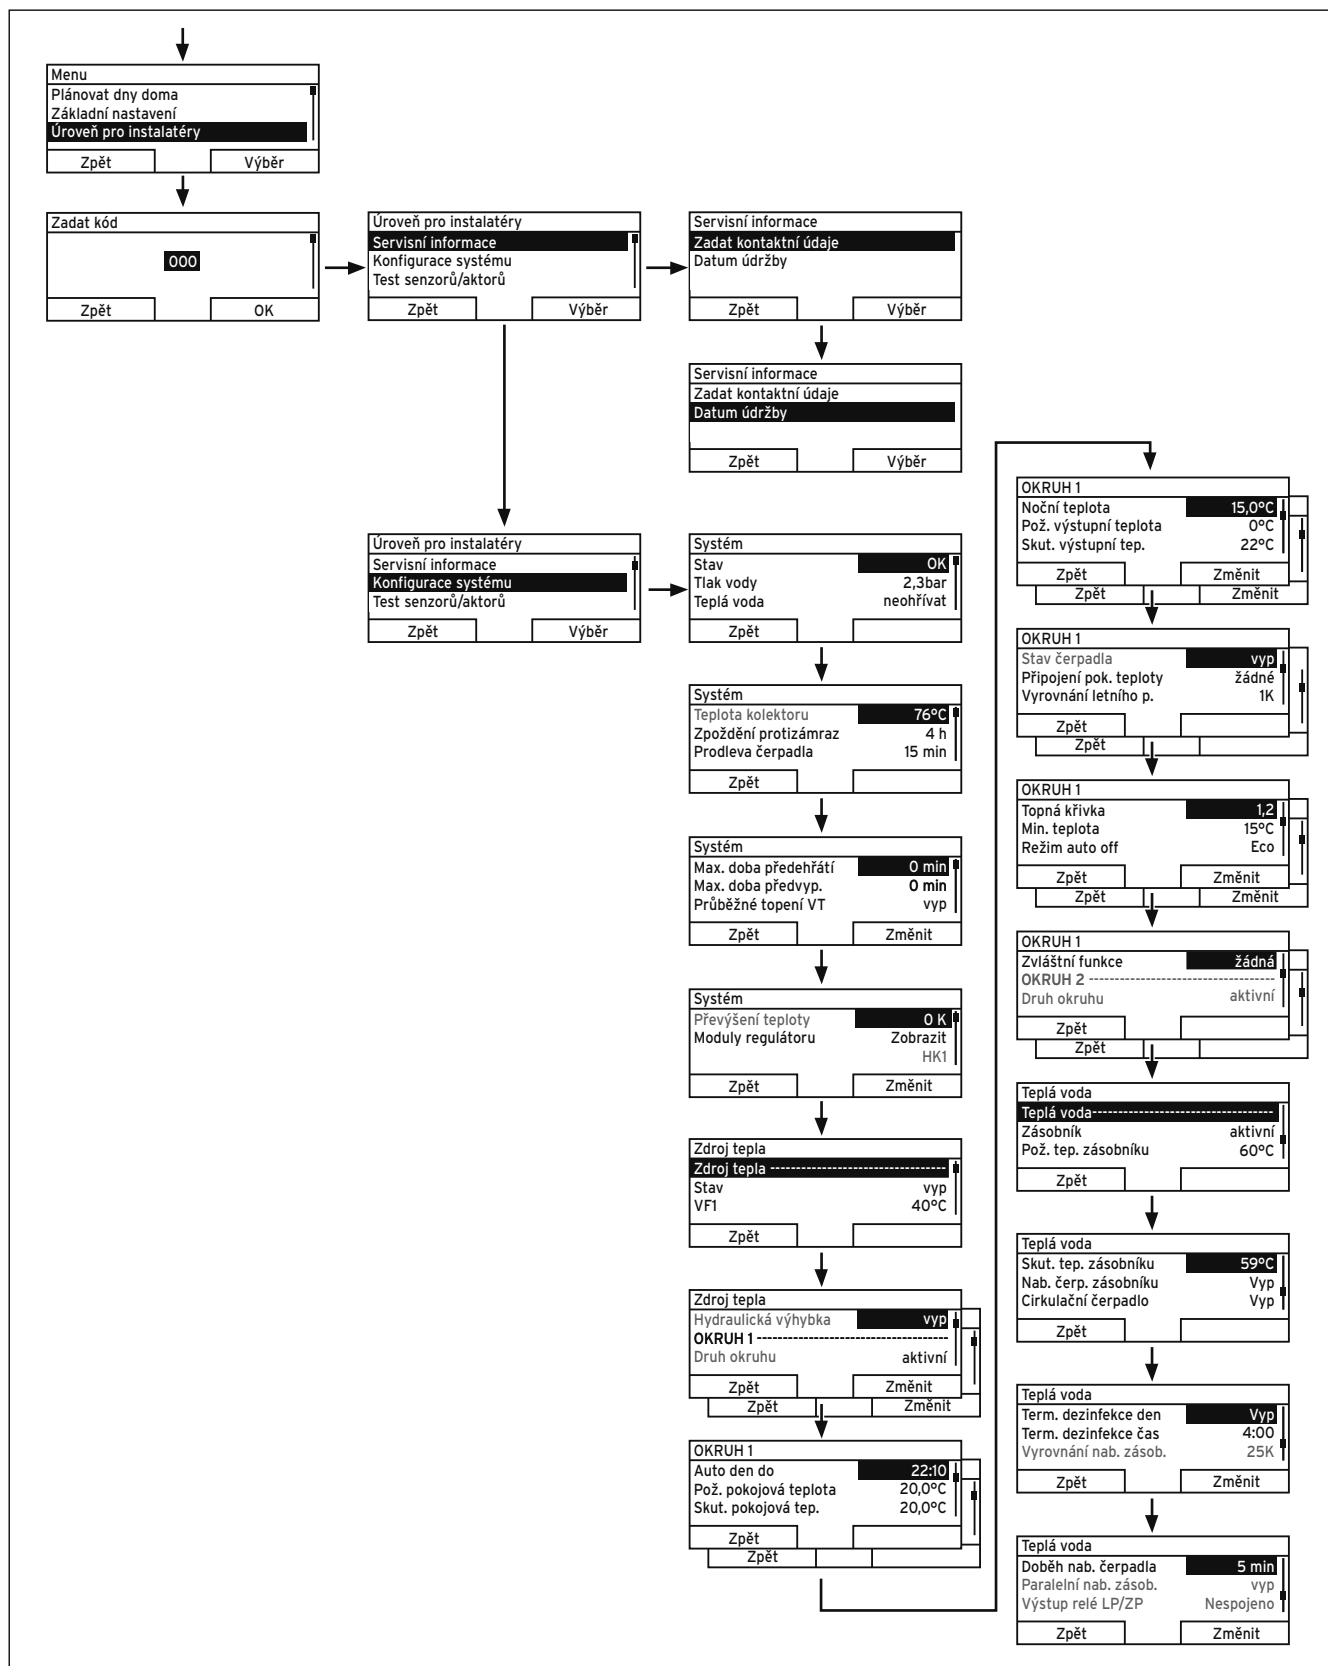 Menu
Plánovat dny doma
Základní nastavení
Úroveň pro instalatéry
Zpět Výběr
Zadat kód
000
Zpět OK
Úroveň pro instalatéry
Servisní informace
Konfigurace systému
Test senzorů/aktorů
Zpět Výběr
Servisní informace
Zadat kontaktní údaje
Datum údržby
Zpět Výběr
Servisní informace
Zadat kontaktní údaje
Datum údržby
Zpět Výběr
Úroveň pro instalatéry
Servisní informace
Konfigurace systému
Test senzorů/aktorů
Zpět Výběr
Systém
Stav OK
Tlak vody 2,3bar
Teplá voda neohřívat
Zpět
Systém
Teplota kolektoru 76°C
Zpoždění protizámraz 4 h
Prodleva čerpadla 15 min
Zpět
Systém
Max. doba předehřátí 0 min
Max. doba předvyp. 0 min
Průběžné topení VT vyp
Zpět Změnit
Systém
Převýšení teploty 0 K
Moduly regulátoru Zobrazit
HK1
Zpět Změnit
Zdroj tepla
Zdroj tepla -----------------------------------
Stav vyp
VF1 40°C
Zpět
Zdroj tepla
Hydraulická výhybka vyp
OKRUH 1 --------------------------------------
Druh okruhu aktivní
Zpět Změnit
Zpět Změnit
OKRUH 1
Auto den do 22:10
Pož. pokojová teplota 20,0°C
Skut. pokojová tep. 20,0°C
Zpět
Zpět
OKRUH 1
Noční teplota 15,0°C
Pož. výstupní teplota 0°C
Skut. výstupní tep. 22°C
Zpět Změnit
Zpět Změnit
OKRUH 1
Stav čerpadla vyp
Připojení pok. teploty žádné
Vyrovnání letního p. 1K
Zpět
Zpět
OKRUH 1
Topná křivka 1,2
Min. teplota 15°C
Režim auto off Eco
Zpět Změnit
Zpět Změnit
OKRUH 1
Zvláštní funkce žádná
OKRUH 2 -------------------------------------
Druh okruhu aktivní
Zpět
Zpět
Teplá voda
Teplá voda-----------------------------------
Zásobník aktivní
Pož. tep. zásobníku 60°C
Zpět
Teplá voda
Skut. tep. zásobníku 59°C
Nab. čerp. zásobníku Vyp
Cirkulační čerpadlo Vyp
Zpět
Teplá voda
Term. dezinfekce den Vyp
Term. dezinfekce čas 4:00
Vyrovnání nab. zásob. 25K
Zpět Změnit
Teplá voda
Doběh nab. čerpadla 5 min
Paralelní nab. zásob. vyp
Výstup relé LP/ZP Nespojeno
Zpět Změnit